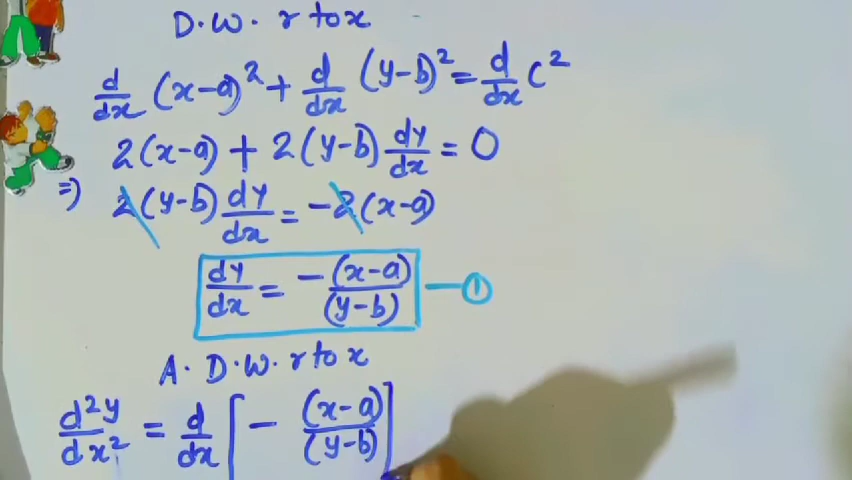 D.W. r to x
d/dx (x-a)² + d/dx (y-b)² = d/dx c²
2(x-a) + 2(y-b) dy/dx = 0
⇒) 2(y-b) dy/dx = -2(x-a)
dy/dx = -(x-a)/(y-b) — ①
A. D.W. r to x
d²y/dx² = d/dx [ - (x-a)/(y-b) ]